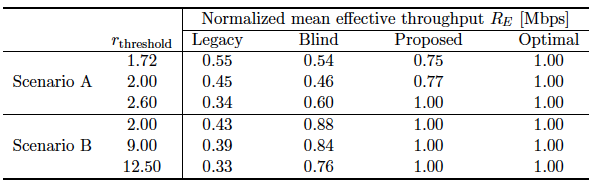 Normalized mean effective throughput R_E [Mbps]
r_threshold Legacy Blind Proposed Optimal
1.72 0.55 0.54 0.75 1.00
Scenario A 2.00 0.45 0.46 0.77 1.00
2.60 0.34 0.60 1.00 1.00
2.00 0.43 0.88 1.00 1.00
Scenario B 9.00 0.39 0.84 1.00 1.00
12.50 0.33 0.76 1.00 1.00